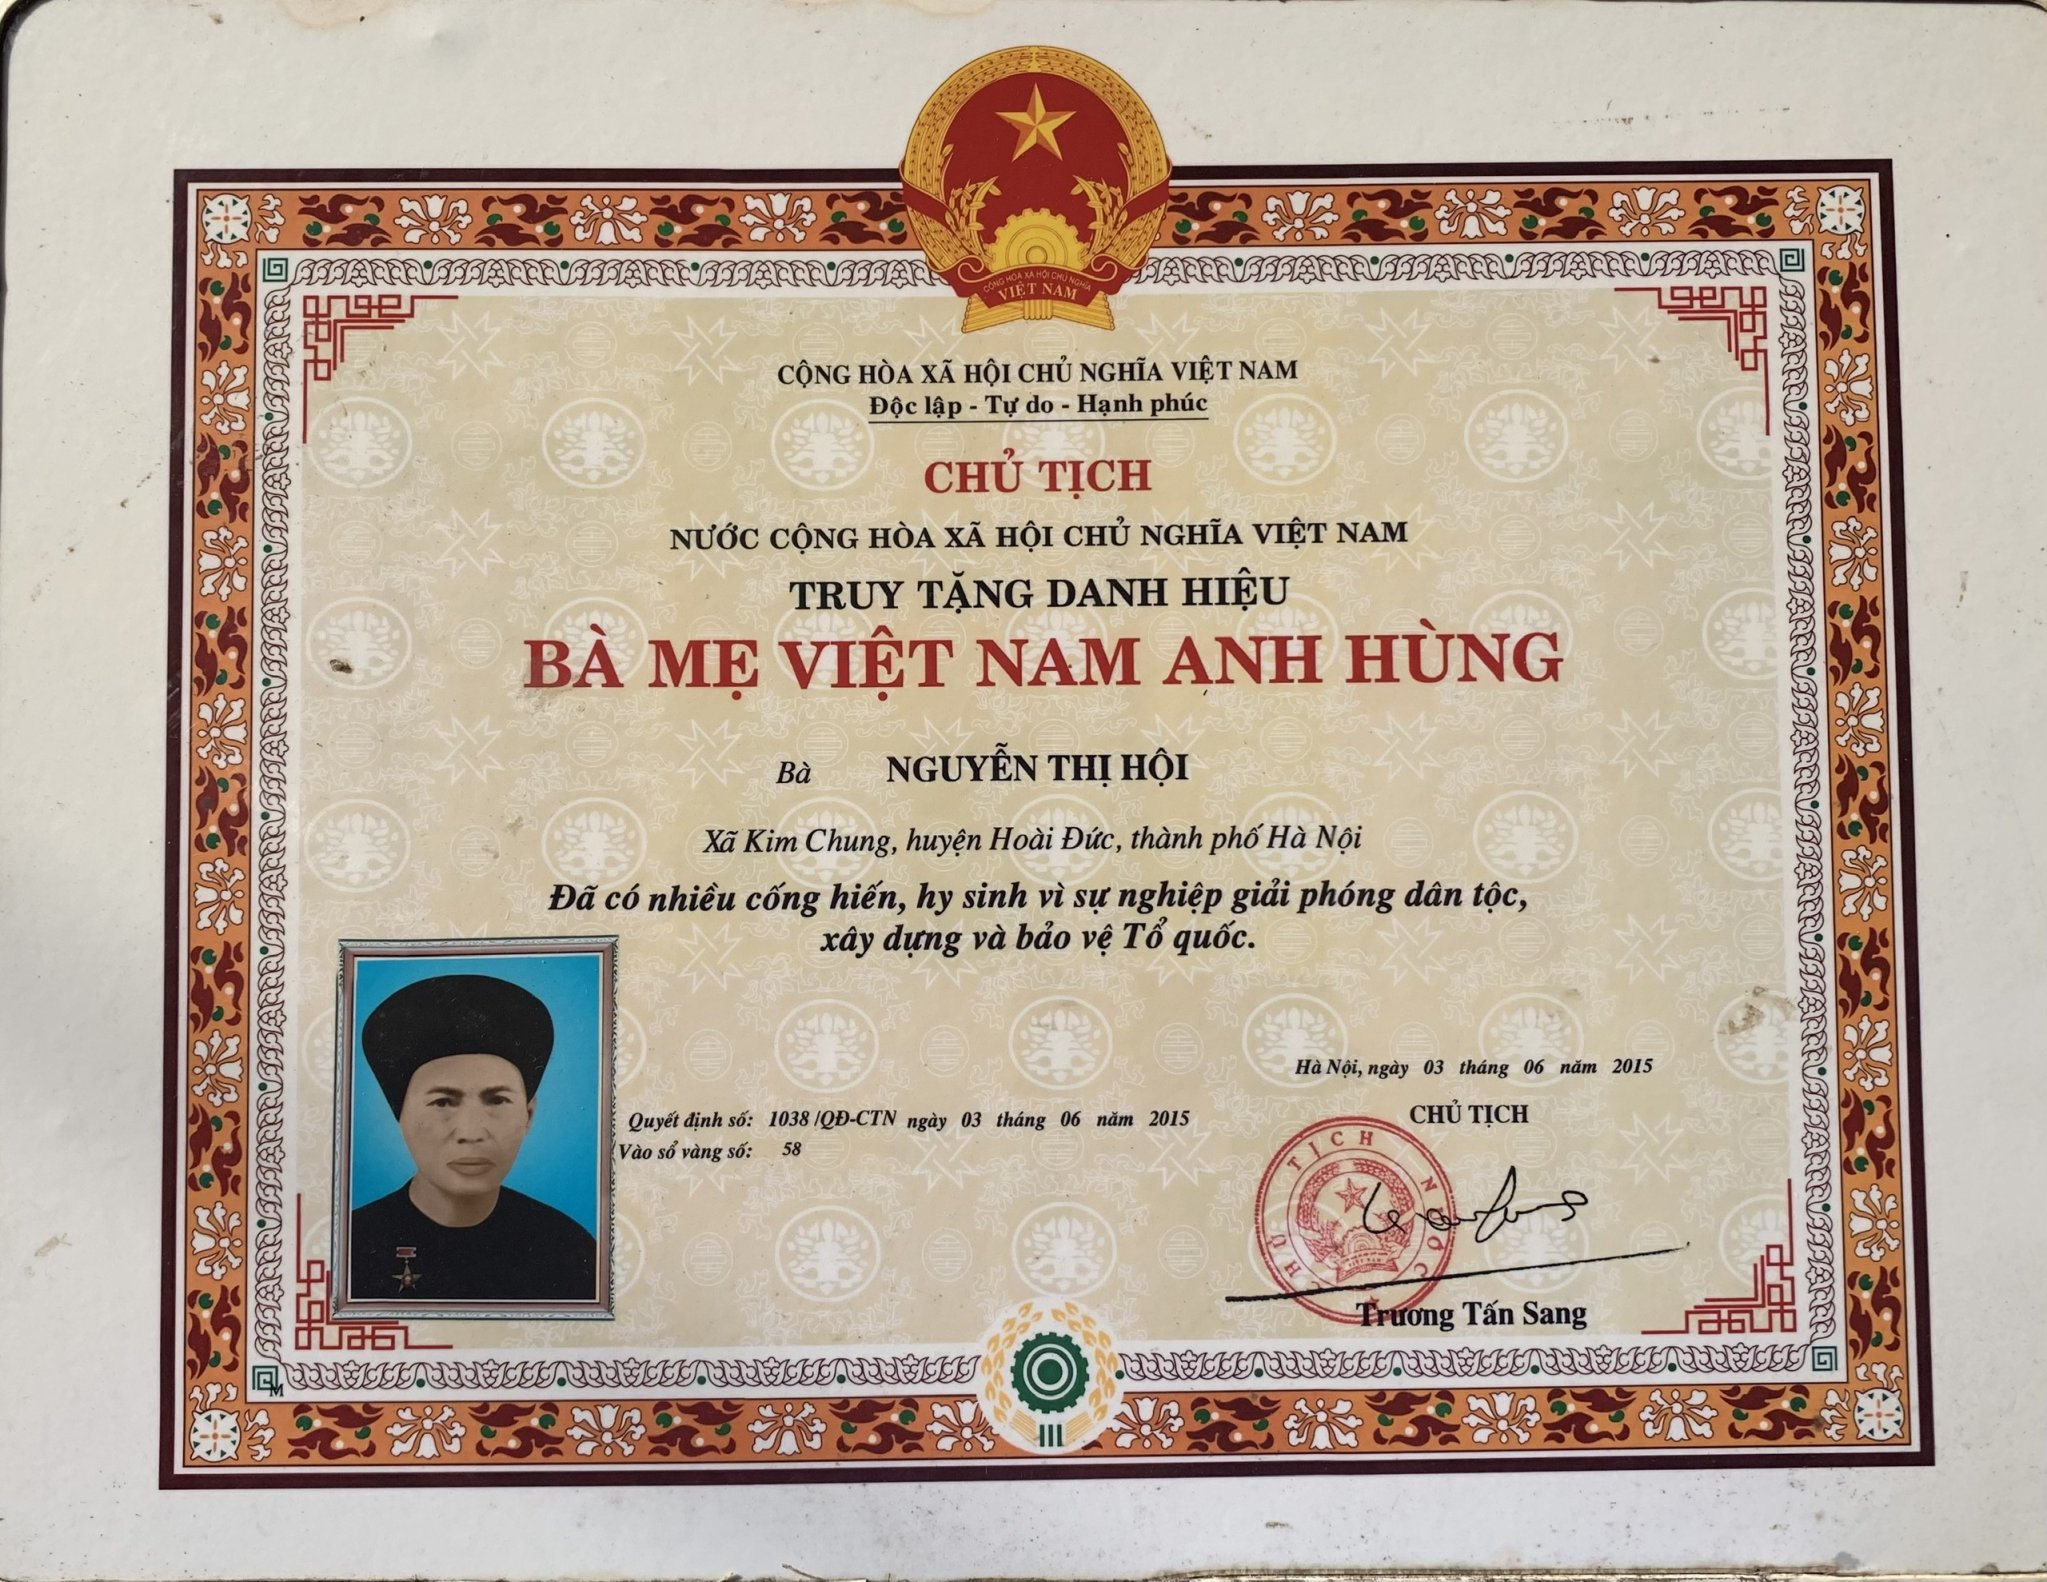 CỘNG HÒA XÃ HỘI CHỦ NGHĨA
VIỆT NAM
CỘNG HÒA XÃ HỘI CHỦ NGHĨA VIỆT NAM
Độc lập - Tự do - Hạnh phúc
CHỦ TỊCH
NƯỚC CỘNG HÒA XÃ HỘI CHỦ NGHĨA VIỆT NAM
TRUY TẶNG DANH HIỆU
BÀ MẸ VIỆT NAM ANH HÙNG
Bà NGUYỄN THỊ HỘI
Xã Kim Chung, huyện Hoài Đức, thành phố Hà Nội
Đã có nhiều cống hiến, hy sinh vì sự nghiệp giải phóng dân tộc,
xây dựng và bảo vệ Tổ quốc.
Hà Nội, ngày 03 tháng 06 năm 2015
CHỦ TỊCH
Quyết định số: 1038 /QĐ-CTN ngày 03 tháng 06 năm 2015
Vào sổ vàng số: 58
CHỦ TỊCH NƯỚC
VIỆT NAM
Trương Tấn Sang
M